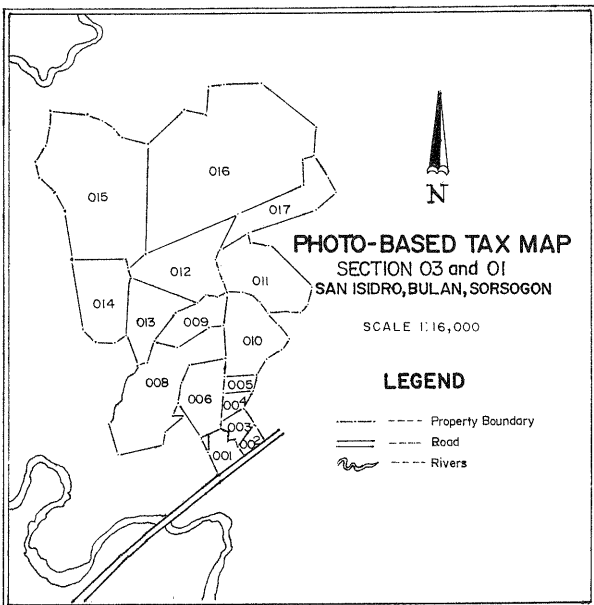 016
015
017
N
PHOTO-BASED TAX MAP
SECTION 03 and 01
SAN ISIDRO, BULAN, SORSOGON
SCALE 1:16,000
012
011
014
013
009
010
008
005
006
004
003
002
001
LEGEND
Property Boundary
Road
Rivers